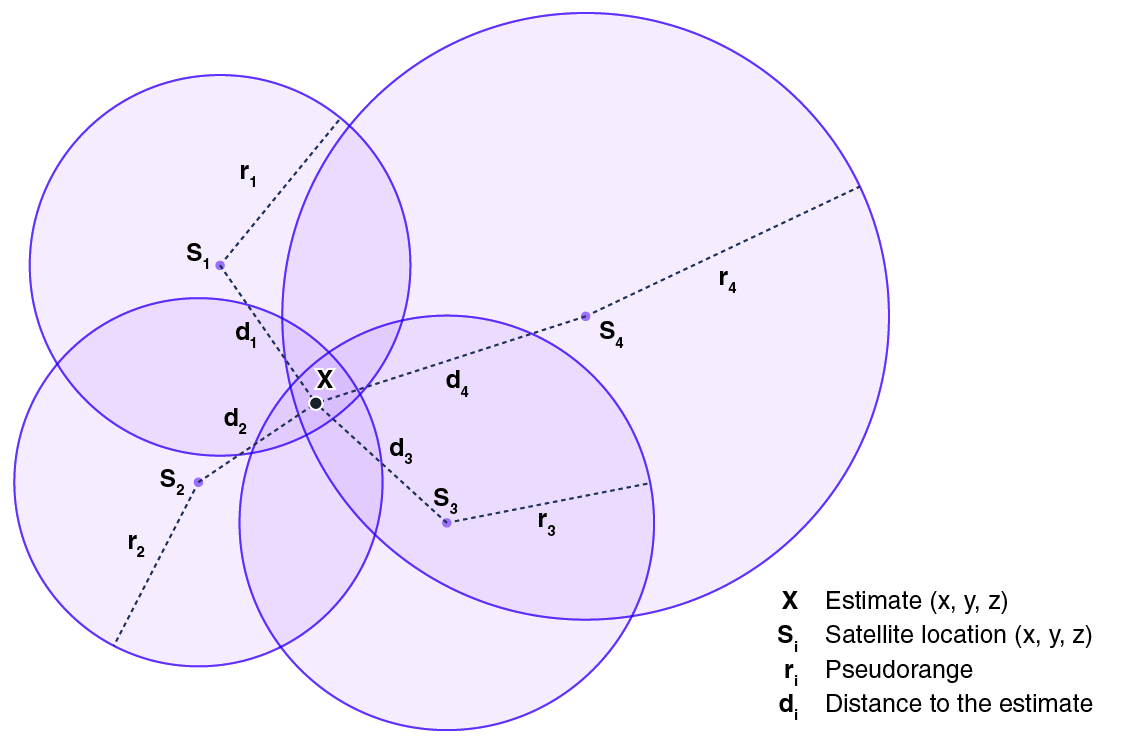 r₁
S₁
r₄
S₄
d₁
X
d₄
d₂
d₃
S₂
S₃
r₃
r₂
X Estimate (x, y, z)
Sᵢ Satellite location (x, y, z)
rᵢ Pseudorange
dᵢ Distance to the estimate